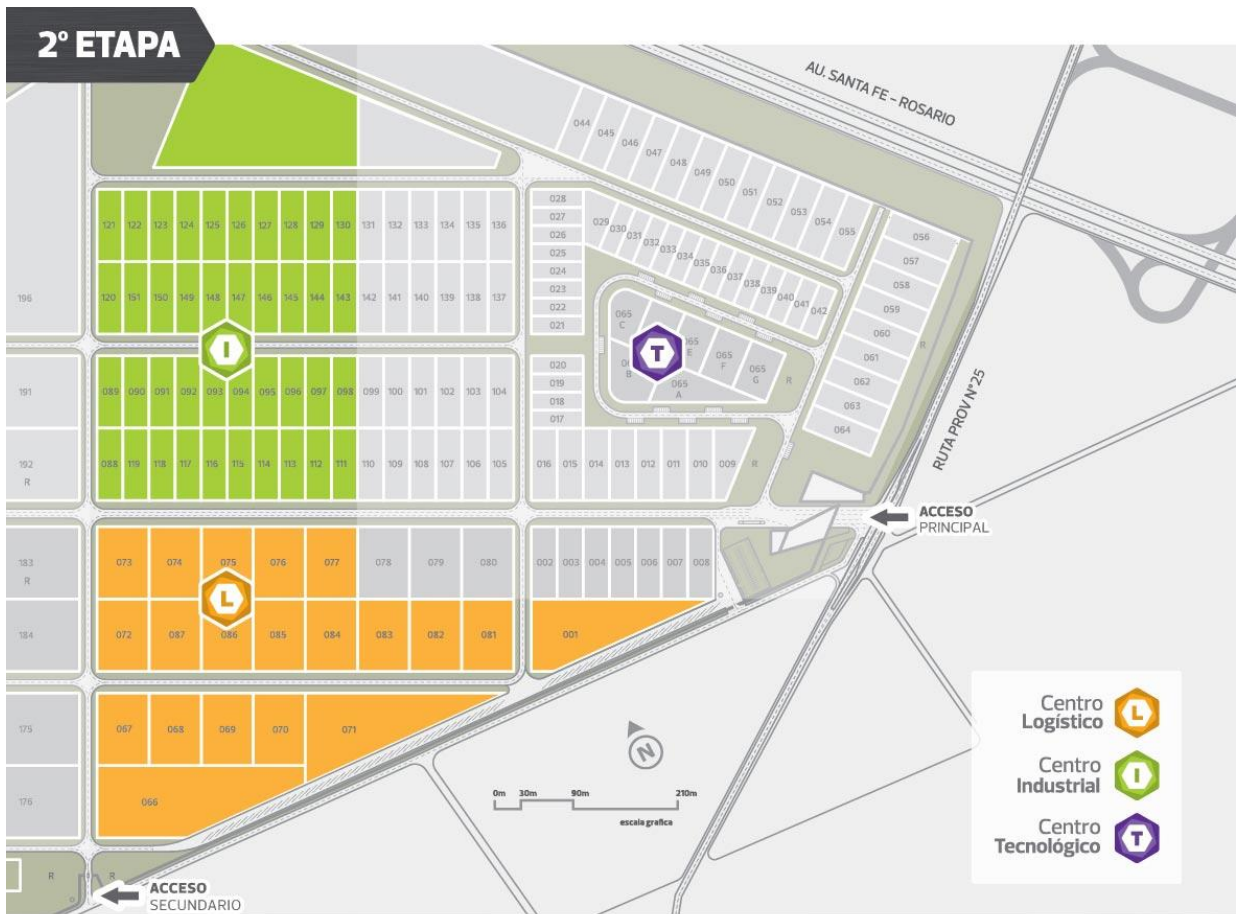 2º ETAPA
AU. SANTA FE - ROSARIO
044
045
046
047
048
049
050
051
052
053
054
055
028
027
026
025
024
023
022
021
029
030
031
032
033
034
035
036
037
038
039
040
041
042
056
057
058
059
060
061
062
063
064
R
121 122 123 124 125 126 127 128 129 130 131 132 133 134 135 136
196
120 151 150 149 148 147 146 145 144 143 142 141 140 139 138 137
I
065
C
T
065
E
065
F
065
G
B
065
A
R
020
019
018
017
191
089 090 091 092 093 094 095 096 097 098 099 100 101 102 103 104
192
R
088 119 118 117 116 115 114 113 112 111 110 109 108 107 106 105
016 015 014 013 012 011 010 009 R
RUTA PROV N°25
ACCESO
PRINCIPAL
183
R
073 074 075 076 077 078 079 080
002 003 004 005 006 007 008
L
184
072 087 086 085 084 083 082 081
001
175
067 068 069 070 071
176
066
N
0m 30m 90m 210m
escala grafica
Centro
Logístico
L
Centro
Industrial
I
Centro
Tecnológico
T
R R
ACCESO
SECUNDARIO